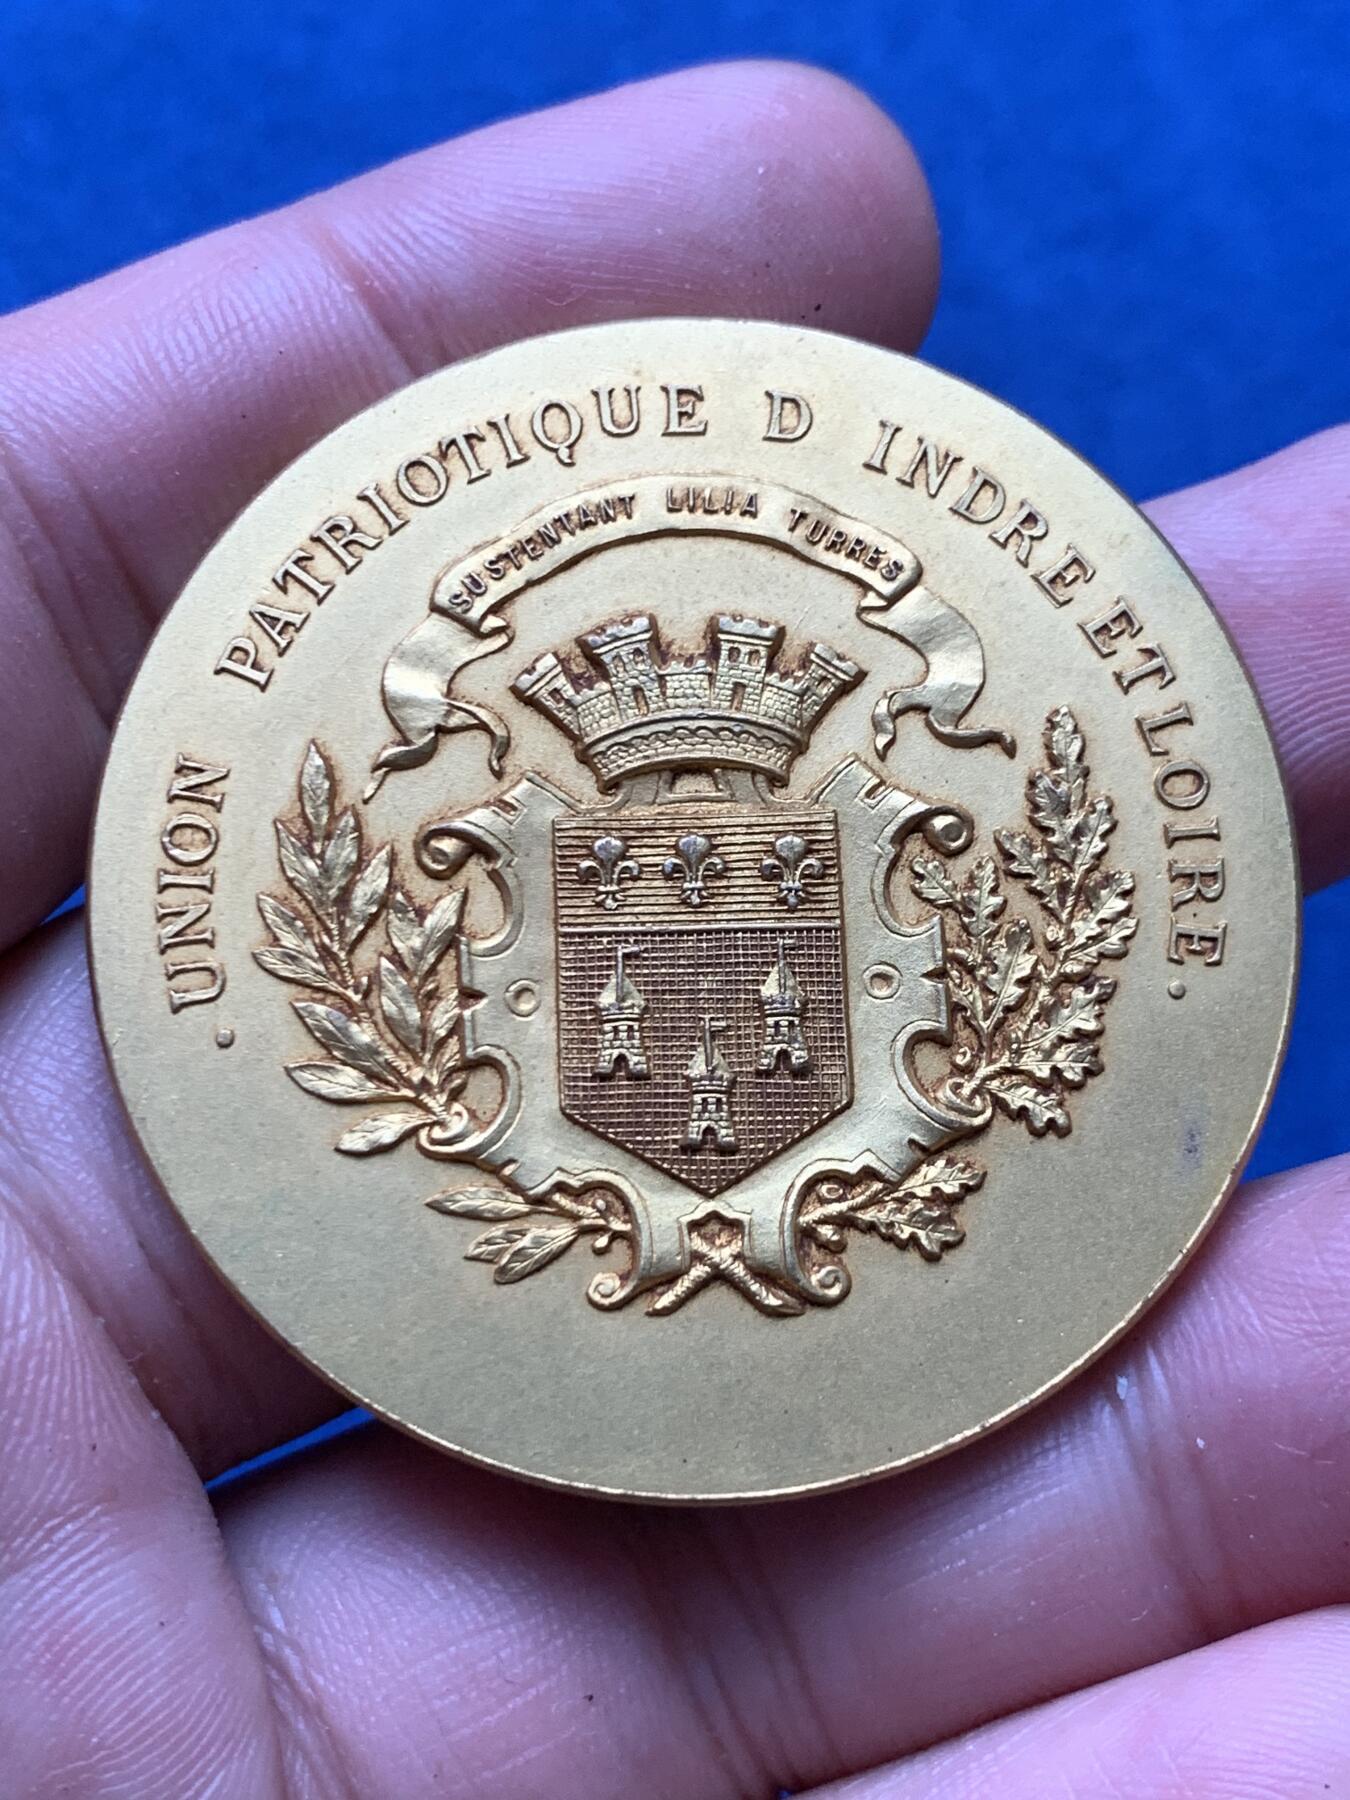 . UNION PATRIOTIQUE D INDRE ET LOIRE .
SUSTENTANT LILIA TURRES